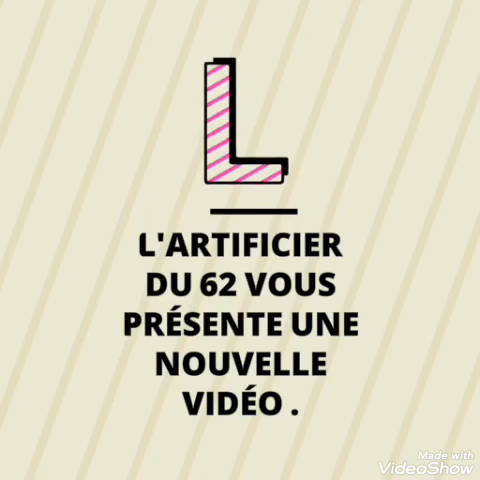 L
L'ARTIFICIER
DU 62 VOUS
PRÉSENTE UNE
NOUVELLE
VIDÉO .
Made with
VideoShow